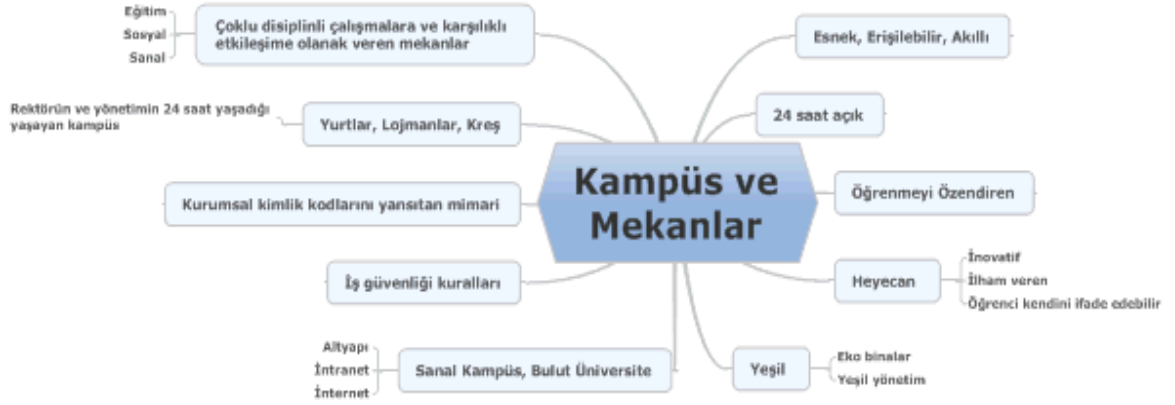 Kampüs ve
Mekanlar
Esnek, Erişilebilir, Akıllı
24 saat açık
Öğrenmeyi Özendiren
Heyecan
İnovatif
İlham veren
Öğrenci kendini ifade edebilir
Yeşil
Eko binalar
Yeşil yönetim
Sanal Kampüs, Bulut Üniversite
Altyapı
İntranet
İnternet
İş güvenliği kuralları
Kurumsal kimlik kodlarını yansıtan mimari
Yurtlar, Lojmanlar, Kreş
Rektörün ve yönetimin 24 saat yaşadığı
yaşayan kampüs
Çoklu disiplinli çalışmalara ve karşılıklı
etkileşime olanak veren mekanlar
Eğitim
Sosyal
Sanal